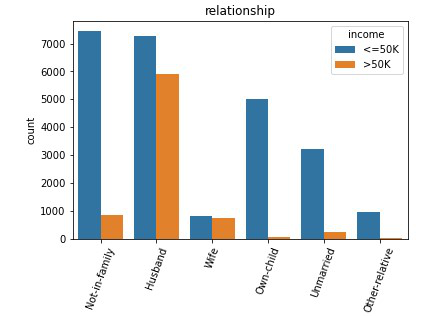 relationship
income
<=50K
>50K
7000
6000
5000
4000
3000
2000
1000
0
count
Not-in-family
Husband
Wife
Own-child
Unmarried
Other-relative